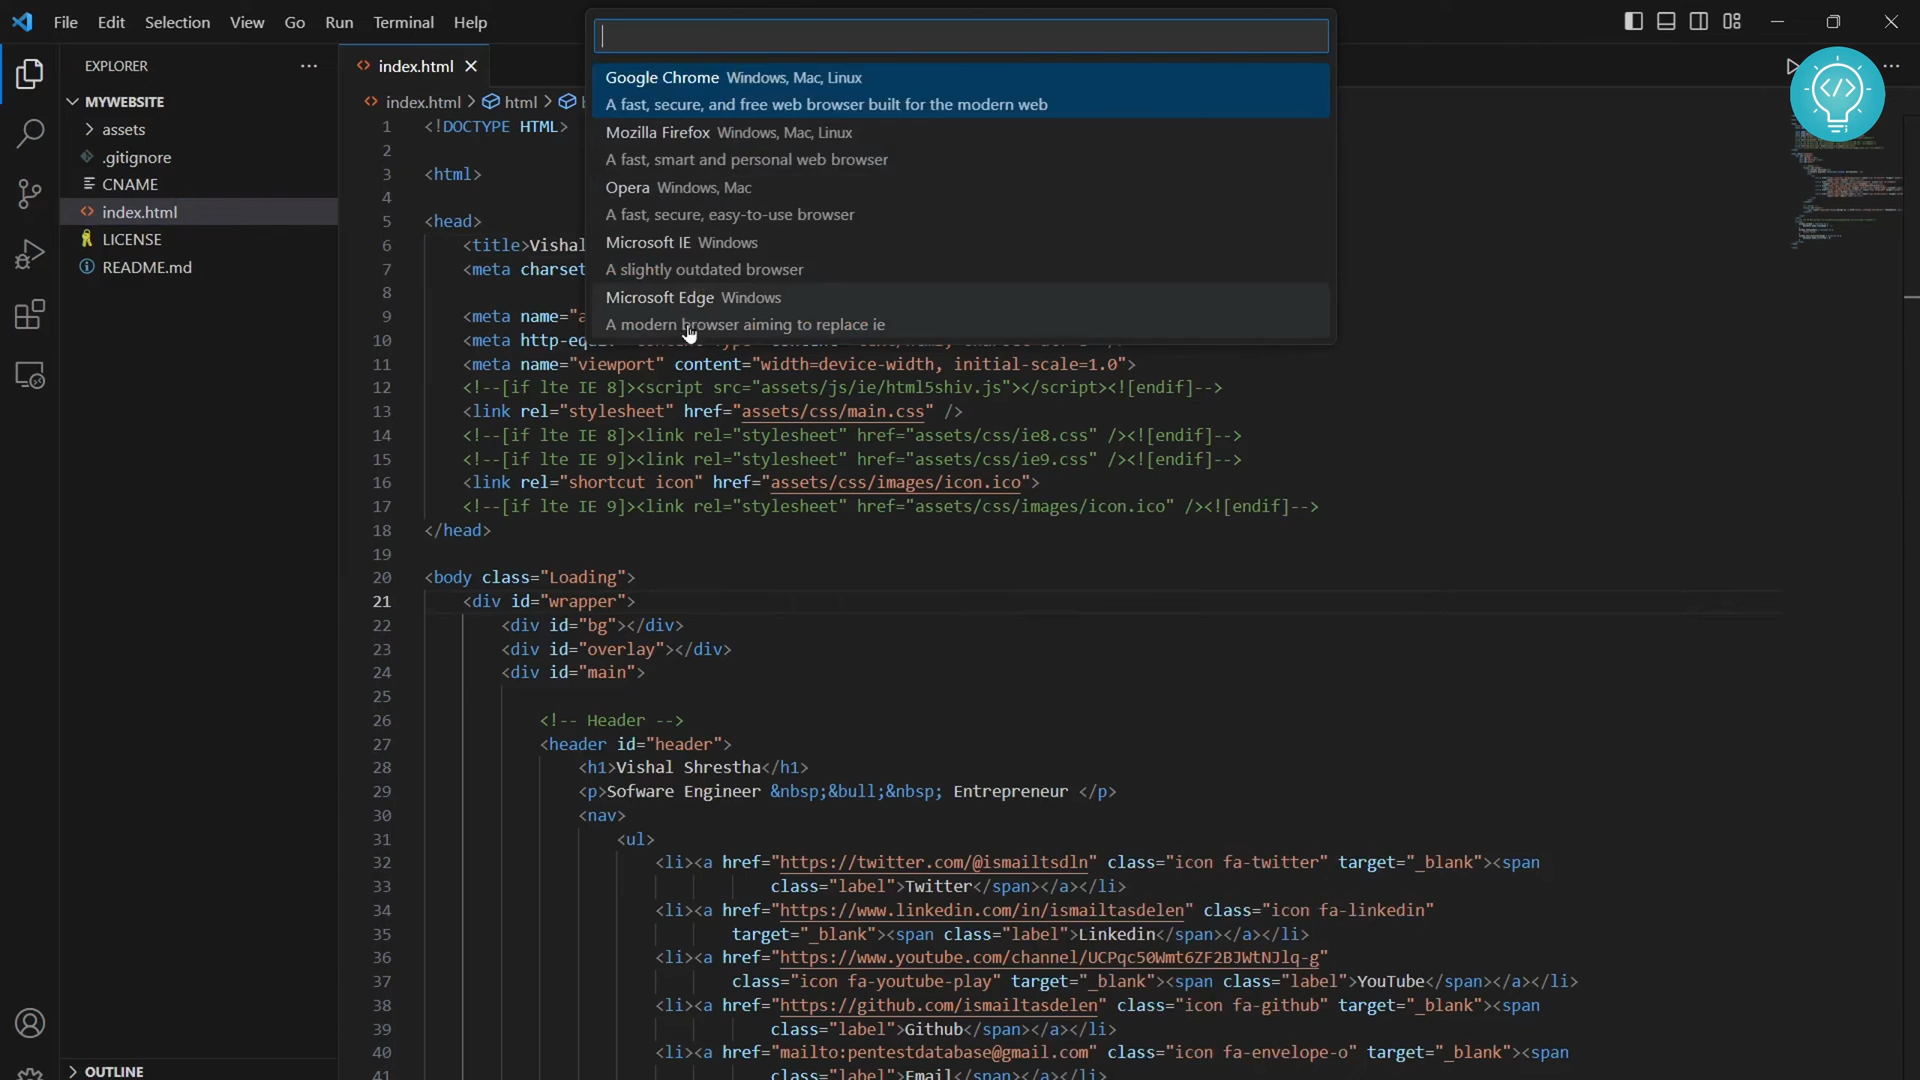 File Edit Selection View Go Run Terminal Help
EXPLORER
MYWEBSITE
assets
.gitignore
CNAME
index.html
LICENSE
README.md
OUTLINE
index.html
index.html > html >
Google Chrome Windows, Mac, Linux
A fast, secure, and free web browser built for the modern web
Mozilla Firefox Windows, Mac, Linux
A fast, smart and personal web browser
Opera Windows, Mac
A fast, secure, easy-to-use browser
Microsoft IE Windows
A slightly outdated browser
Microsoft Edge Windows
A modern browser aiming to replace ie
1 <!DOCTYPE HTML>
2
3 <html>
4
5 <head>
6 <title>Vishal
7 <meta charset
8
9 <meta name="a
10 <meta http-equ
11 <meta name="viewport" content="width=device-width, initial-scale=1.0">
12 <!--[if lte IE 8]><script src="assets/js/ie/html5shiv.js"></script><![endif]-->
13 <link rel="stylesheet" href="assets/css/main.css" />
14 <!--[if lte IE 8]><link rel="stylesheet" href="assets/css/ie8.css" /><![endif]-->
15 <!--[if lte IE 9]><link rel="stylesheet" href="assets/css/ie9.css" /><![endif]-->
16 <link rel="shortcut icon" href="assets/css/images/icon.ico">
17 <!--[if lte IE 9]><link rel="stylesheet" href="assets/css/images/icon.ico" /><![endif]-->
18 </head>
19
20 <body class="Loading">
21 <div id="wrapper">
22 <div id="bg"></div>
23 <div id="overlay"></div>
24 <div id="main">
25
26 <!-- Header -->
27 <header id="header">
28 <h1>Vishal Shrestha</h1>
29 <p>Sofware Engineer &nbsp;&bull;&nbsp; Entrepreneur </p>
30 <nav>
31 <ul>
32 <li><a href="https://twitter.com/@ismailtsdln" class="icon fa-twitter" target="_blank"><span
33 class="label">Twitter</span></a></li>
34 <li><a href="https://www.linkedin.com/in/ismailtasdelen" class="icon fa-linkedin"
35 target="_blank"><span class="label">Linkedin</span></a></li>
36 <li><a href="https://www.youtube.com/channel/UCPqc50Wmt6ZF2BJWtNJlq-g"
37 class="icon fa-youtube-play" target="_blank"><span class="label">YouTube</span></a></li>
38 <li><a href="https://github.com/ismailtasdelen" class="icon fa-github" target="_blank"><span
39 class="label">Github</span></a></li>
40 <li><a href="mailto:pentestdatabase@gmail.com" class="icon fa-envelope-o" target="_blank"><span
41 class="label">Email</span></a></li>